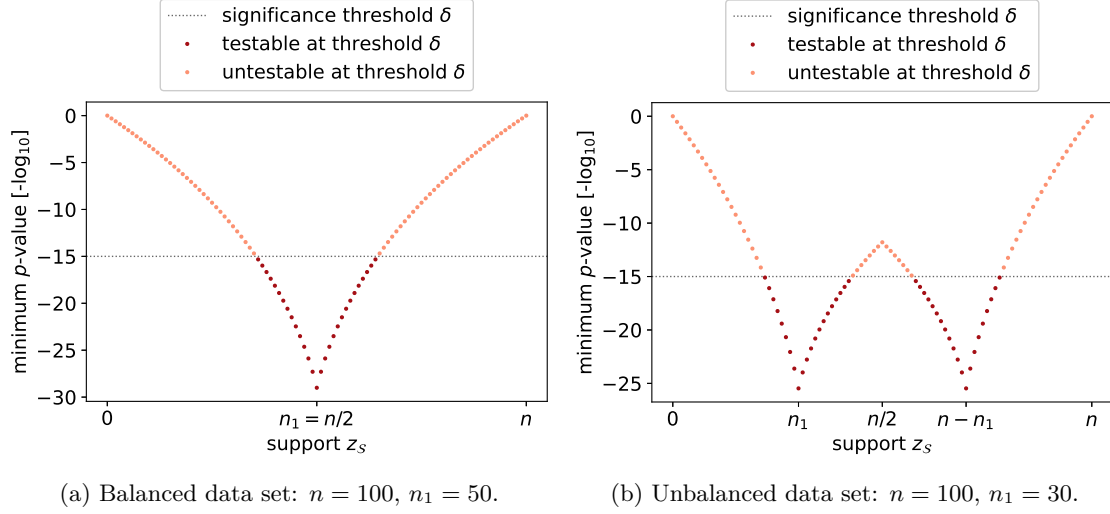 significance threshold δ
testable at threshold δ
untestable at threshold δ
0
−5
−10
−15
−20
−25
−30
minimum p-value [-log₁₀]
0
n₁ = n/2
n
support z_𝒮
(a) Balanced data set: n = 100, n₁ = 50.
significance threshold δ
testable at threshold δ
untestable at threshold δ
0
−5
−10
−15
−20
−25
minimum p-value [-log₁₀]
0
n₁
n/2
n − n₁
n
support z_𝒮
(b) Unbalanced data set: n = 100, n₁ = 30.